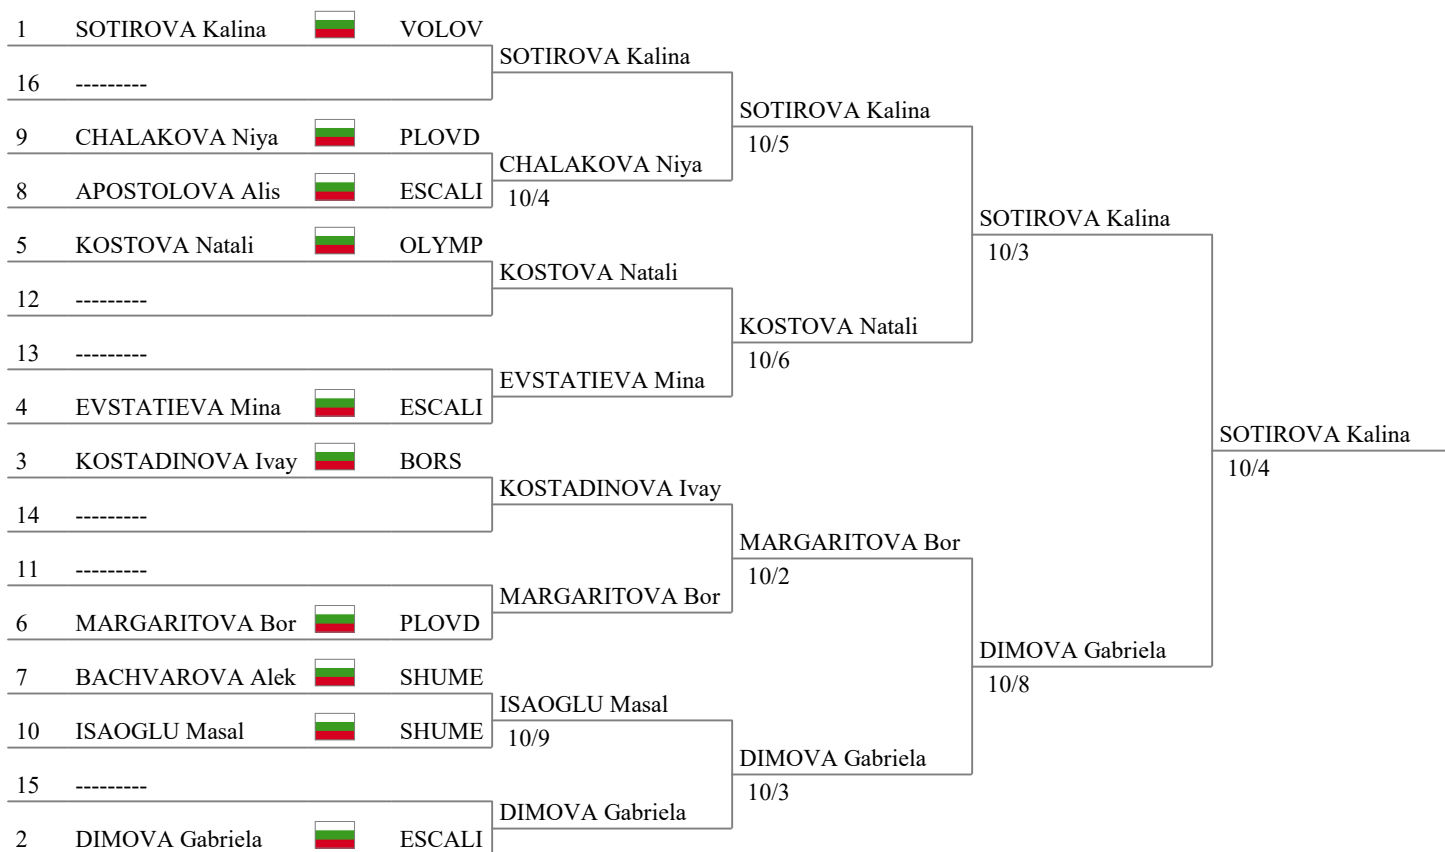 1 SOTIROVA Kalina VOLOV
16 ---------
9 CHALAKOVA Niya PLOVD
8 APOSTOLOVA Alis ESCALI
5 KOSTOVA Natali OLYMP
12 ---------
13 ---------
4 EVSTATIEVA Mina ESCALI
3 KOSTADINOVA Ivay BORS
14 ---------
11 ---------
6 MARGARITOVA Bor PLOVD
7 BACHVAROVA Alek SHUME
10 ISAOGLU Masal SHUME
15 ---------
2 DIMOVA Gabriela ESCALI
SOTIROVA Kalina
CHALAKOVA Niya
10/4
KOSTOVA Natali
EVSTATIEVA Mina
KOSTADINOVA Ivay
MARGARITOVA Bor
ISAOGLU Masal
10/9
DIMOVA Gabriela
SOTIROVA Kalina
10/5
KOSTOVA Natali
10/6
MARGARITOVA Bor
10/2
DIMOVA Gabriela
10/3
SOTIROVA Kalina
10/3
DIMOVA Gabriela
10/8
SOTIROVA Kalina
10/4